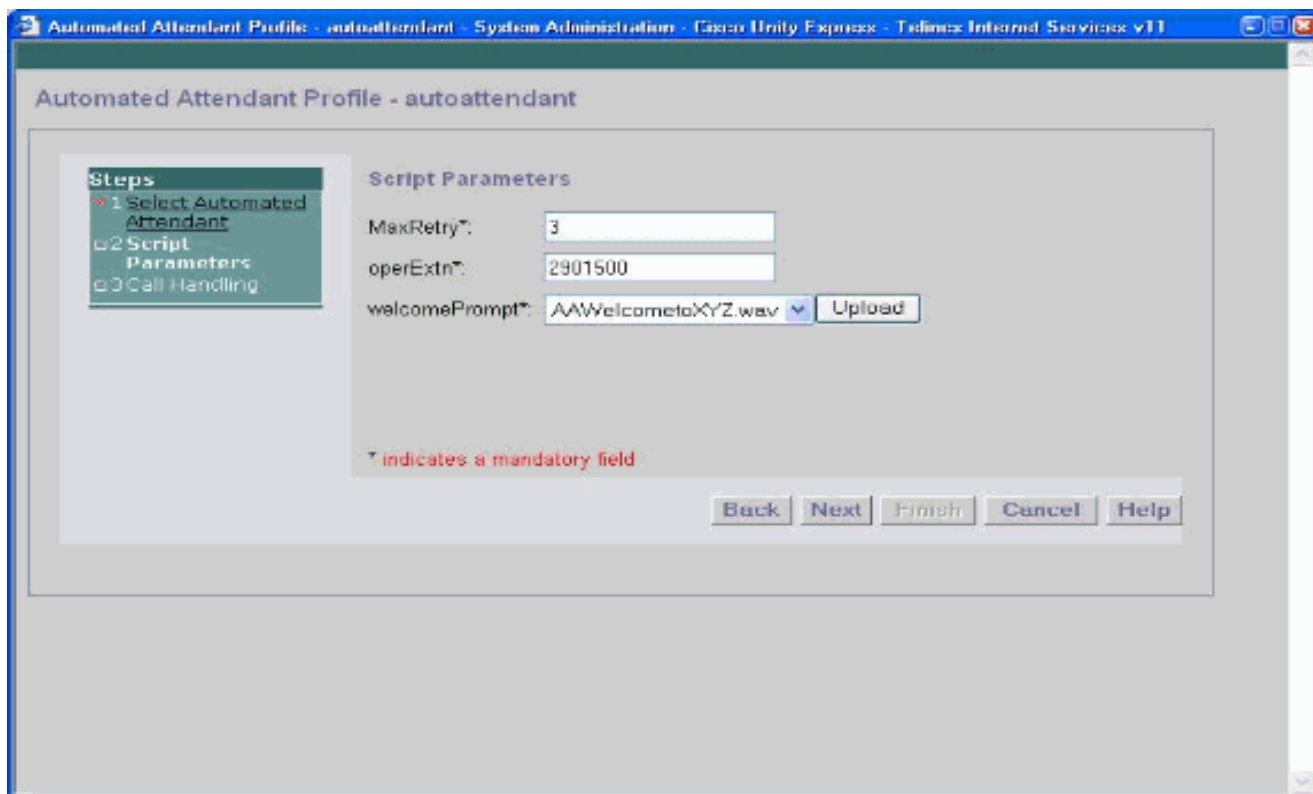 Automated Attendant Profile - autoattendant - System Administration - Cisco Unity Express - Telmex Internet Services v11
Automated Attendant Profile - autoattendant
Steps
1 Select Automated
Attendant
2 Script
Parameters
3 Call Handling
Script Parameters
MaxRetry*: 3
operExtn*: 2901500
welcomePrompt*: AAWelcometoXYZ.wav Upload
* indicates a mandatory field
Back Next Finish Cancel Help